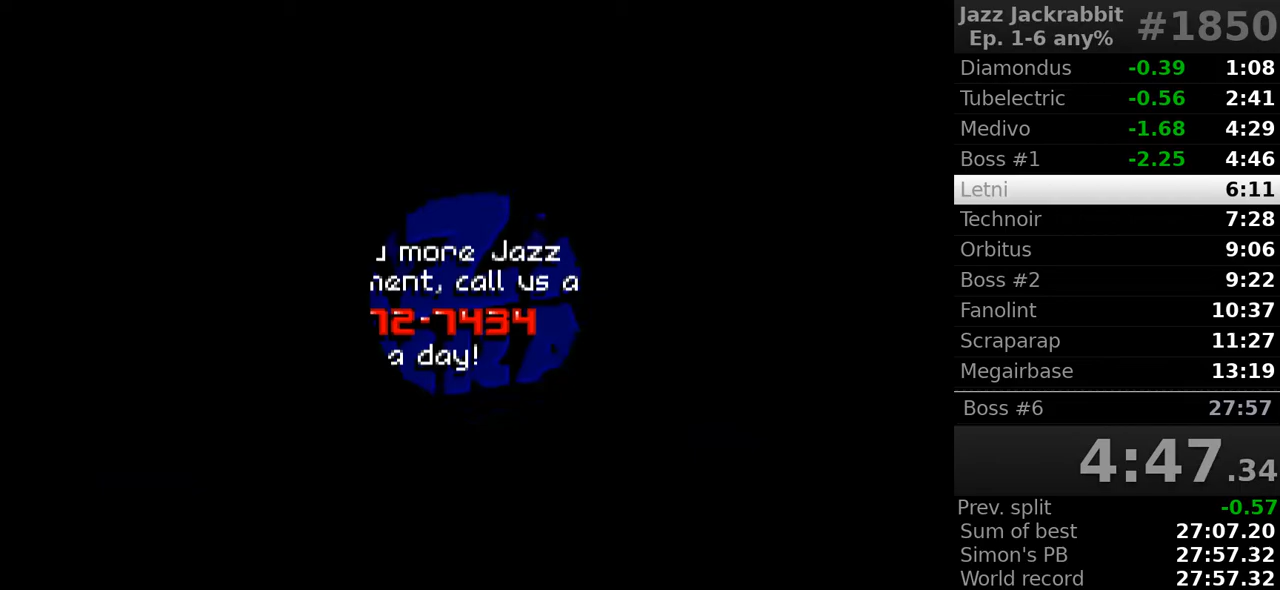 more Jazz
call us a
72-7434
a day!
Jazz Jackrabbit
Ep. 1-6 any%
#1850
Diamondus -0.39 1:08
Tubelectric -0.56 2:41
Medivo -1.68 4:29
Boss #1 -2.25 4:46
Letni 6:11
Technoir 7:28
Orbitus 9:06
Boss #2 9:22
Fanolint 10:37
Scraparap 11:27
Megairbase 13:19
Boss #6 27:57
4:47.34
Prev. split -0.57
Sum of best 27:07.20
Simon's PB 27:57.32
World record 27:57.32